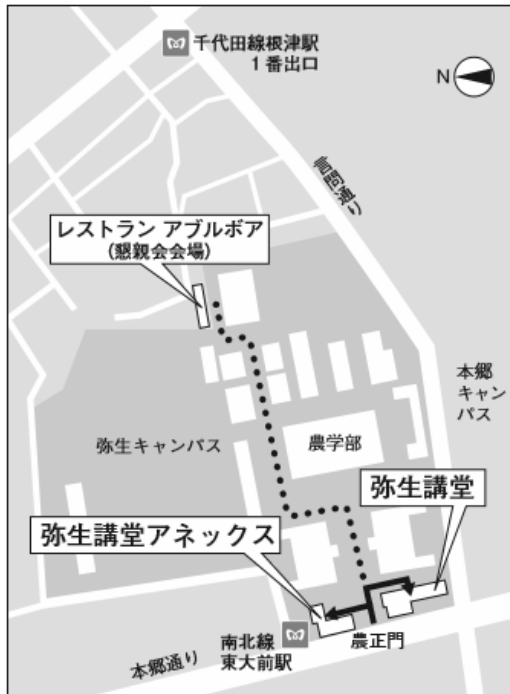 千代田線根津駅
1番出口
N
言問通り
レストラン アブルボア
(懇親会会場)
本郷
キャン
パス
弥生キャンパス
農学部
弥生講堂
弥生講堂アネックス
南北線
東大前駅
農正門
本郷通り